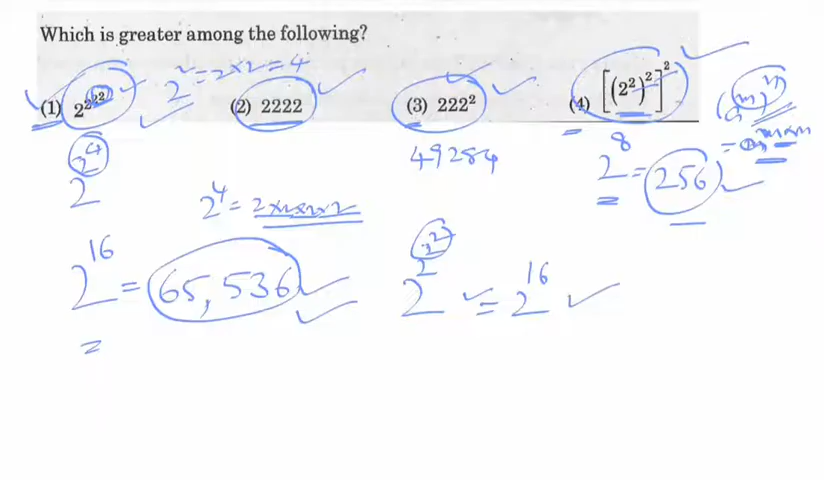 Which is greater among the following?
2² = 2×2 = 4
(1) 2^2^2^2 (2) 2222 (3) 222² (4) [(2²)²]²
(a^m)^n
= a^m×n
2^2^4 49284 2^8 = 256
2^4 = 2×2×2×2
2^16 = 65,536 2^2^2^2 = 2^16
=